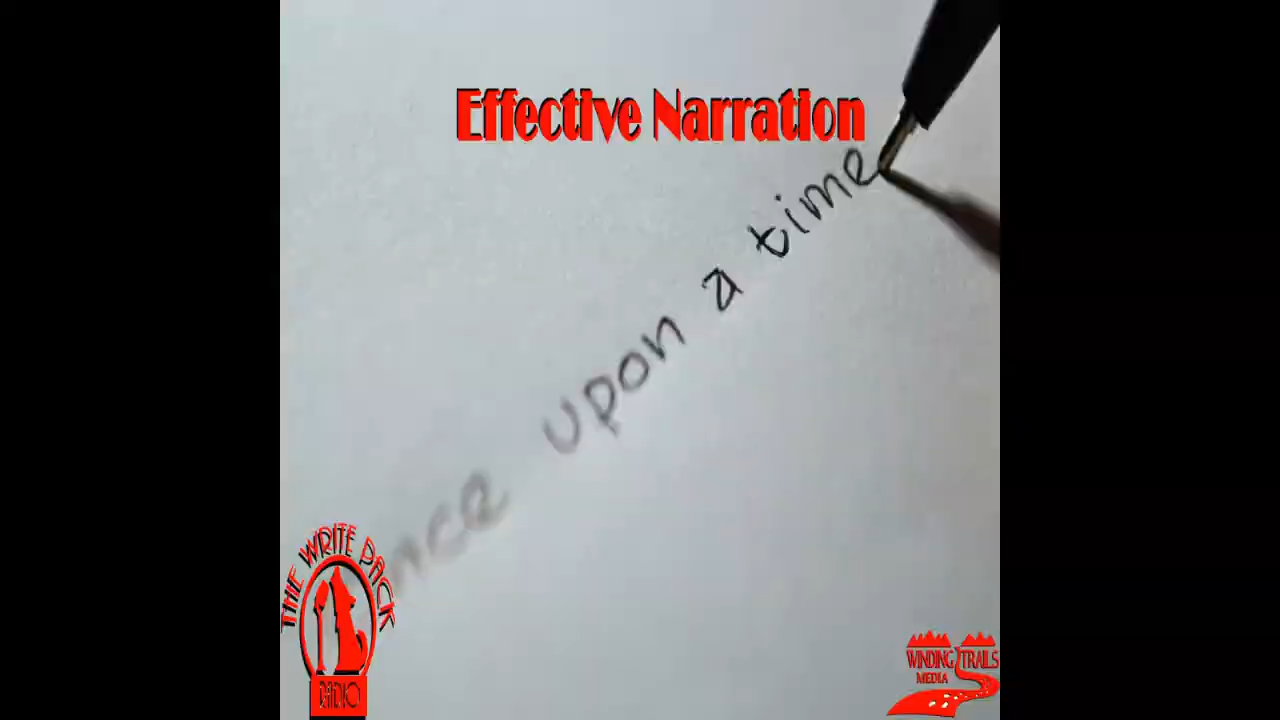 Effective Narration
nce upon a time
THE WRITE PACK
RADIO
WINDING TRAILS
MEDIA